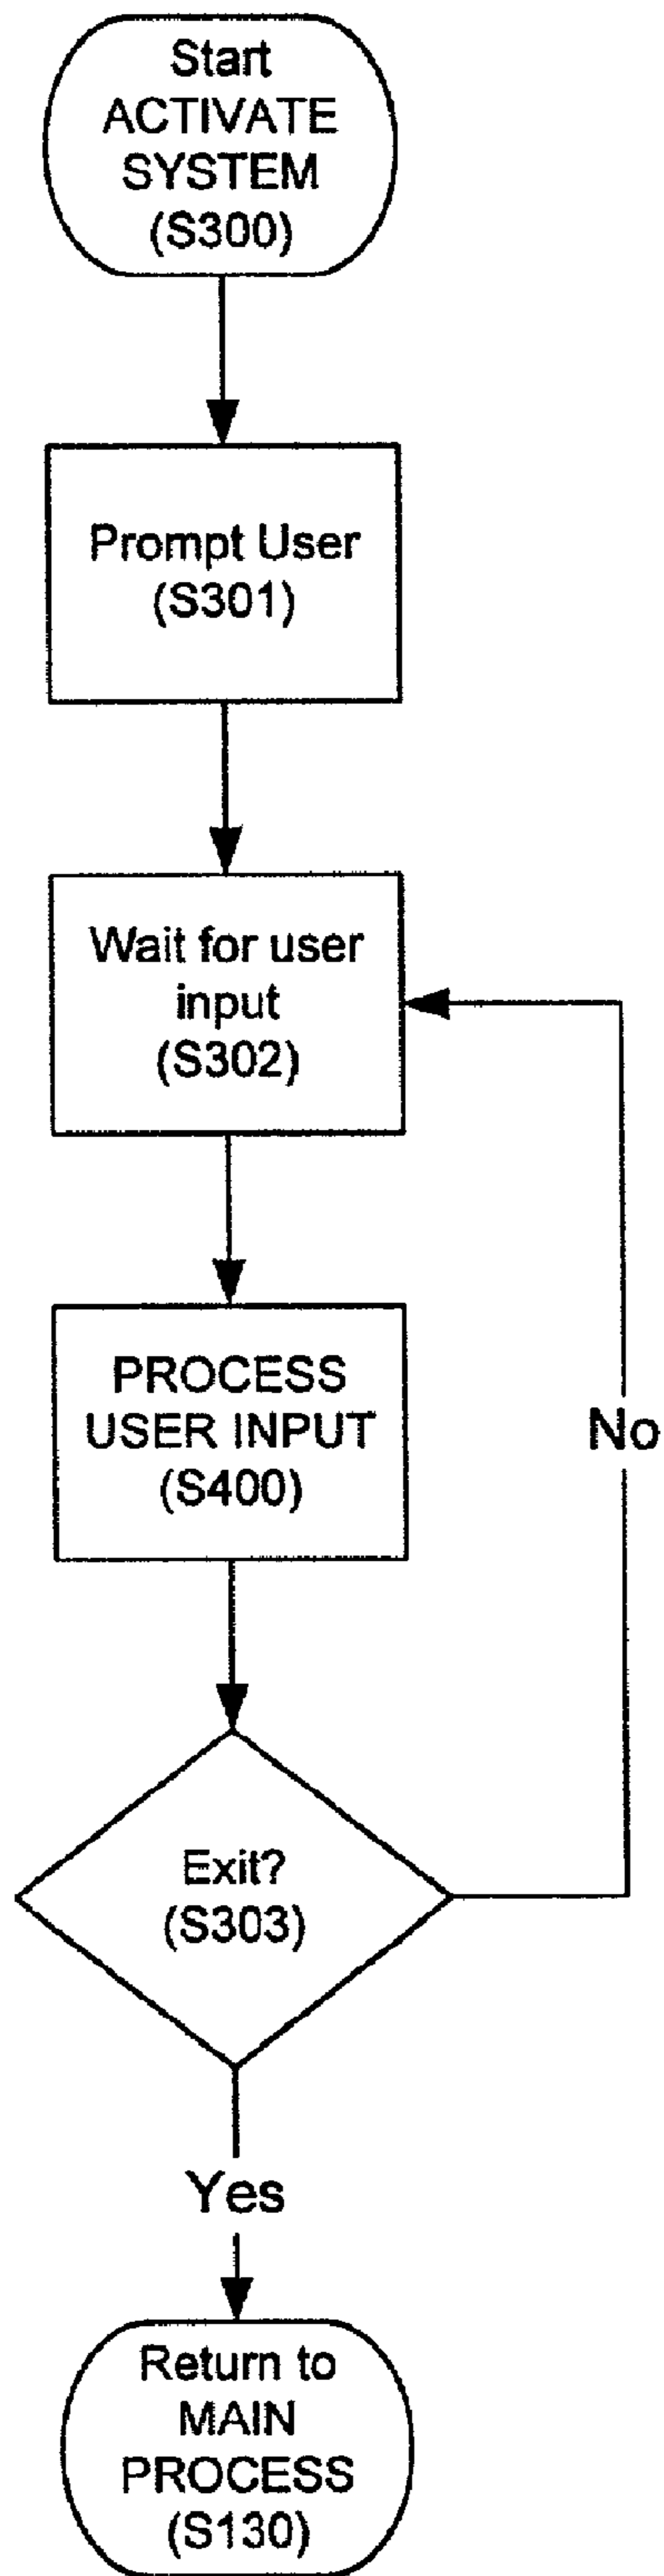 Start
ACTIVATE
SYSTEM
(S300)
Prompt User
(S301)
Wait for user
input
(S302)
PROCESS
USER INPUT
(S400)
No
Exit?
(S303)
Yes
Return to
MAIN
PROCESS
(S130)